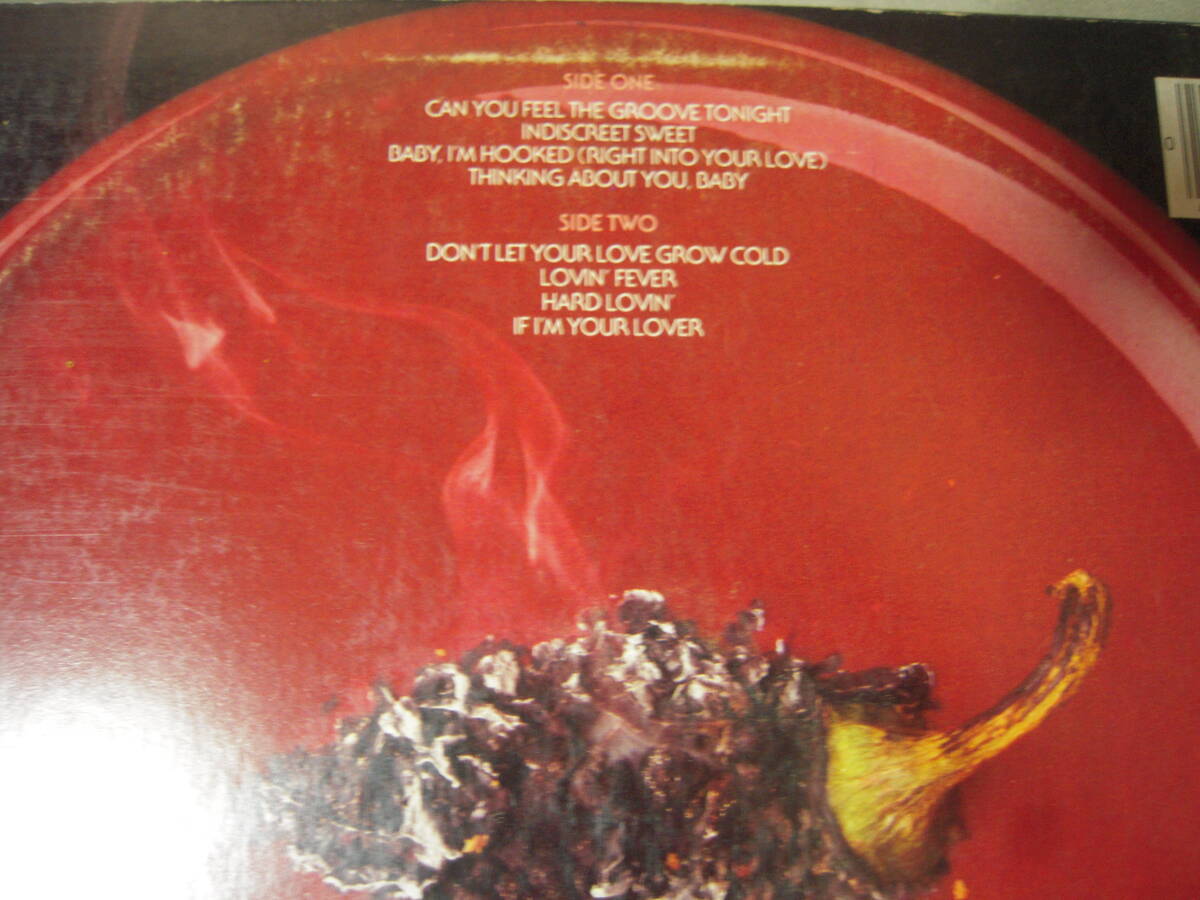 SIDE ONE
CAN YOU FEEL THE GROOVE TONIGHT
INDISCREET SWEET
BABY, I'M HOOKED (RIGHT INTO YOUR LOVE)
THINKING ABOUT YOU, BABY
SIDE TWO
DON'T LET YOUR LOVE GROW COLD
LOVIN' FEVER
HARD LOVIN'
IF I'M YOUR LOVER
0